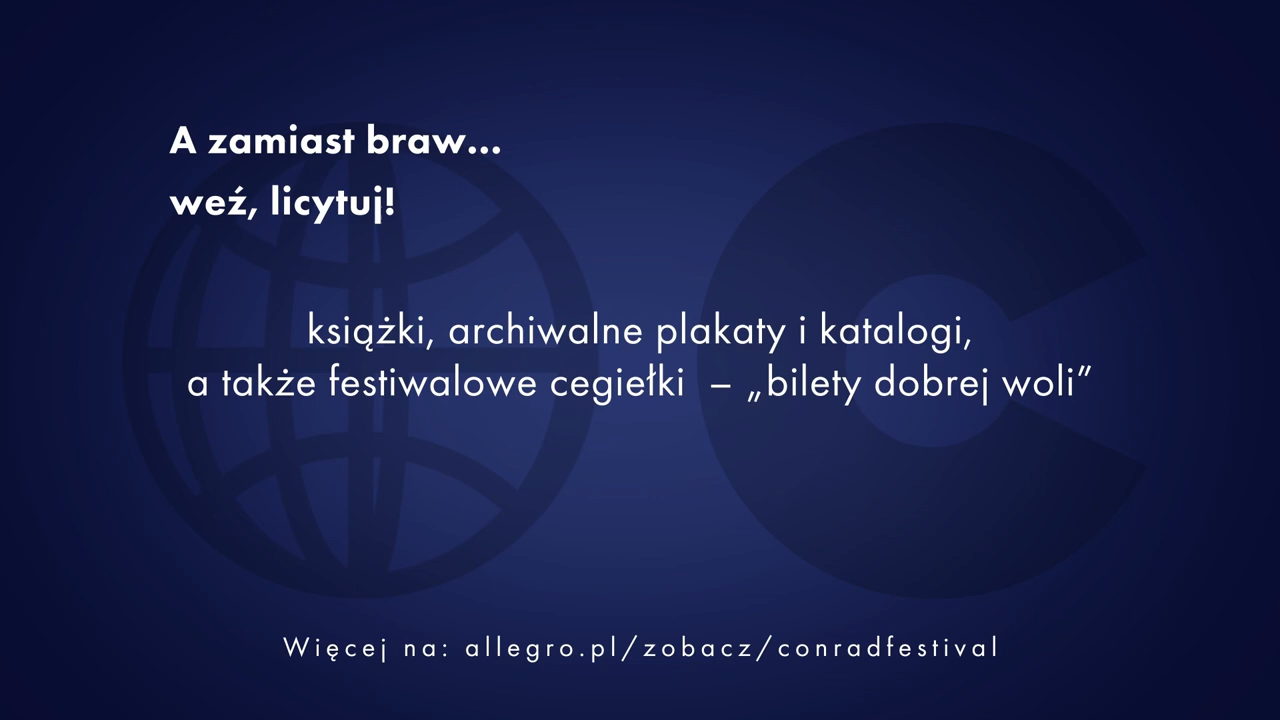 A zamiast braw...
weź, licytuj!
książki, archiwalne plakaty i katalogi,
a także festiwalowe cegiełki – „bilety dobrej woli”
Więcej na: allegro.pl/zobacz/conradfestival